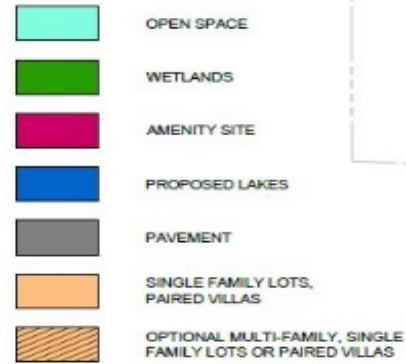 OPEN SPACE
WETLANDS
AMENITY SITE
PROPOSED LAKES
PAVEMENT
SINGLE FAMILY LOTS,
PAIRED VILLAS
OPTIONAL MULTI-FAMILY, SINGLE
FAMILY LOTS OR PAIRED VILLAS